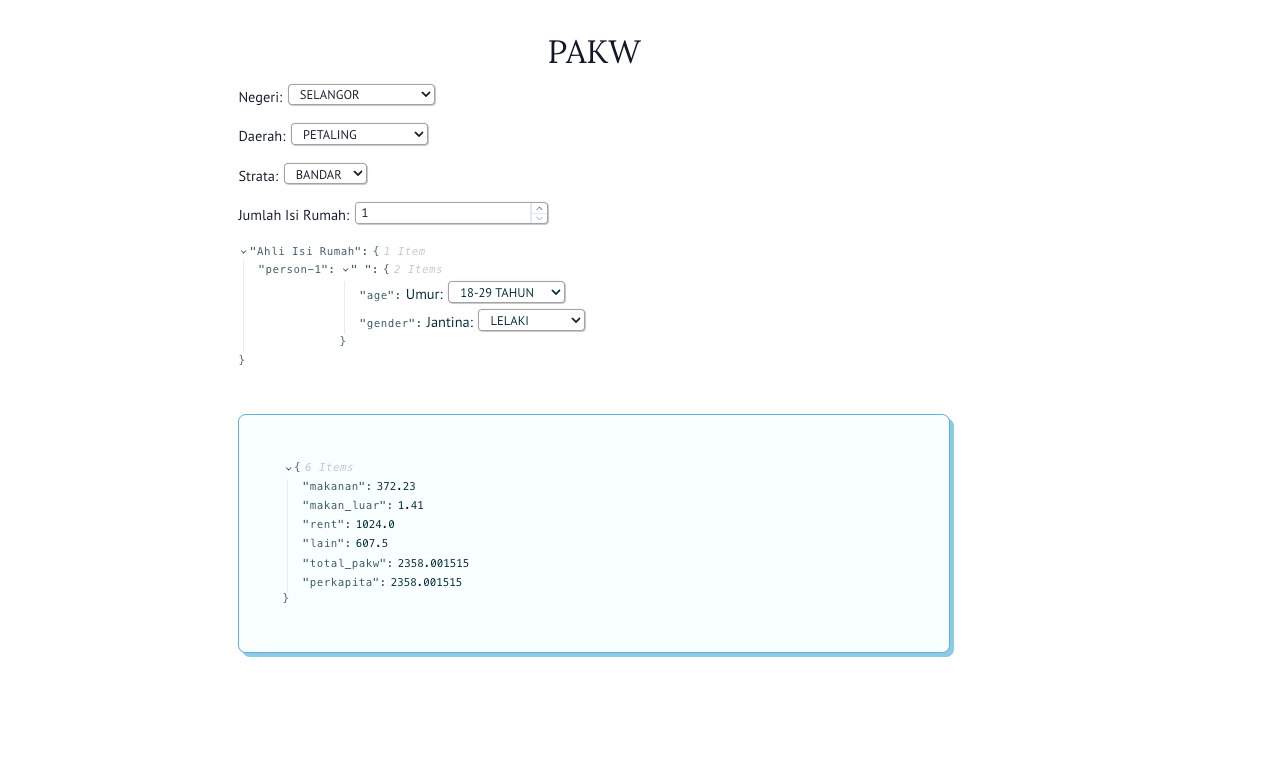 PAKW
Negeri: SELANGOR
Daerah: PETALING
Strata: BANDAR
Jumlah Isi Rumah: 1
"Ahli Isi Rumah": { 1 Item
"person-1": " ": { 2 Items
"age": Umur: 18-29 TAHUN
"gender": Jantina: LELAKI
}
}
{ 6 Items
"makanan": 372.23
"makan_luar": 1.41
"rent": 1024.0
"lain": 607.5
"total_pakw": 2358.001515
"perkapita": 2358.001515
}